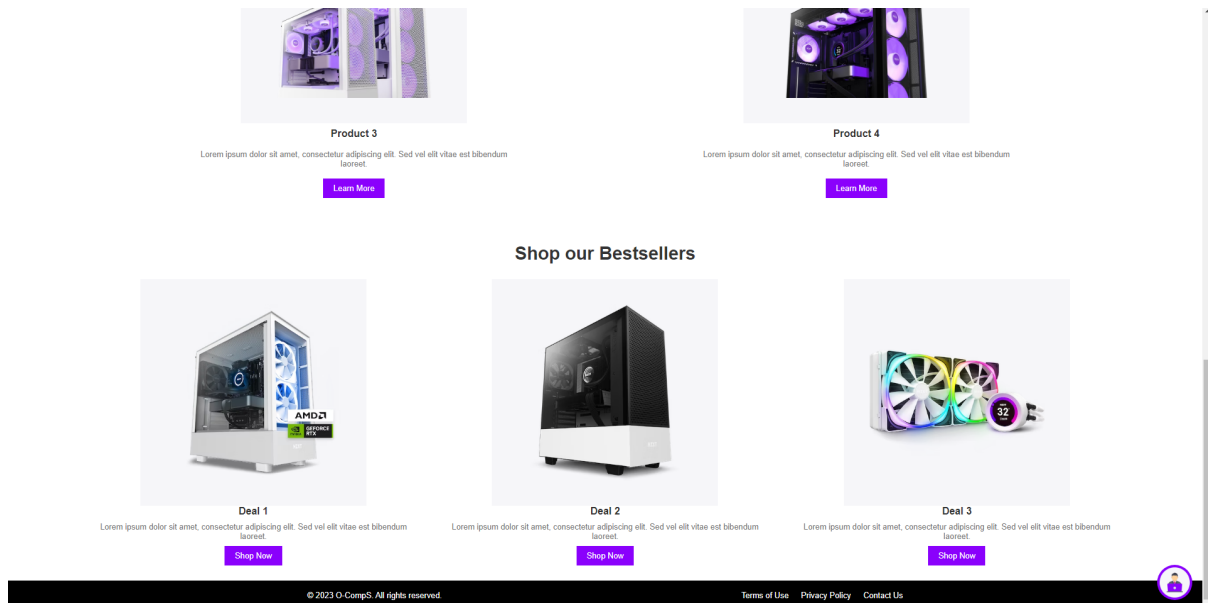 Product 3
Product 4
Lorem ipsum dolor sit amet, consectetur adipiscing elit. Sed vel elit vitae est bibendum
laoreet.
Lorem ipsum dolor sit amet, consectetur adipiscing elit. Sed vel elit vitae est bibendum
laoreet.
Learn More
Learn More
Shop our Bestsellers
AMD
GEFORCE
RTX
32°
Deal 1
Deal 2
Deal 3
Lorem ipsum dolor sit amet, consectetur adipiscing elit. Sed vel elit vitae est bibendum
laoreet.
Lorem ipsum dolor sit amet, consectetur adipiscing elit. Sed vel elit vitae est bibendum
laoreet.
Lorem ipsum dolor sit amet, consectetur adipiscing elit. Sed vel elit vitae est bibendum
laoreet.
Shop Now
Shop Now
Shop Now
© 2023 O-CompS. All rights reserved.
Terms of Use Privacy Policy Contact Us